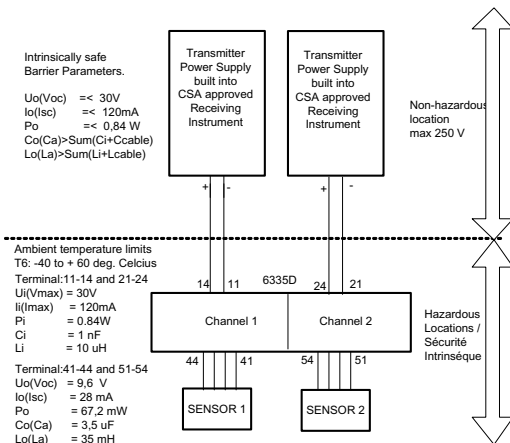 Intrinsically safe
Barrier Parameters.
Uo(Voc) =< 30V
Io(Isc) =< 120mA
Po =< 0,84 W
Co(Ca)>Sum(Ci+Ccable)
Lo(La)>Sum(Li+Lcable)
Transmitter
Power Supply
built into
CSA approved
Receiving
Instrument
+ -
Transmitter
Power Supply
built into
CSA approved
Receiving
Instrument
+ -
Non-hazardous
location
max 250 V
Ambient temperature limits
T6: -40 to + 60 deg. Celcius
Terminal:11-14 and 21-24
Ui(Vmax) = 30V
Ii(Imax) = 120mA
Pi = 0.84W
Ci = 1 nF
Li = 10 uH
Terminal:41-44 and 51-54
Uo(Voc) = 9,6 V
Io(Isc) = 28 mA
Po = 67,2 mW
Co(Ca) = 3,5 uF
Lo(La) = 35 mH
14 11 6335D 24 21
Channel 1 Channel 2
44 41 54 51
SENSOR 1 SENSOR 2
Hazardous
Locations /
Sécurité
Intrinséque